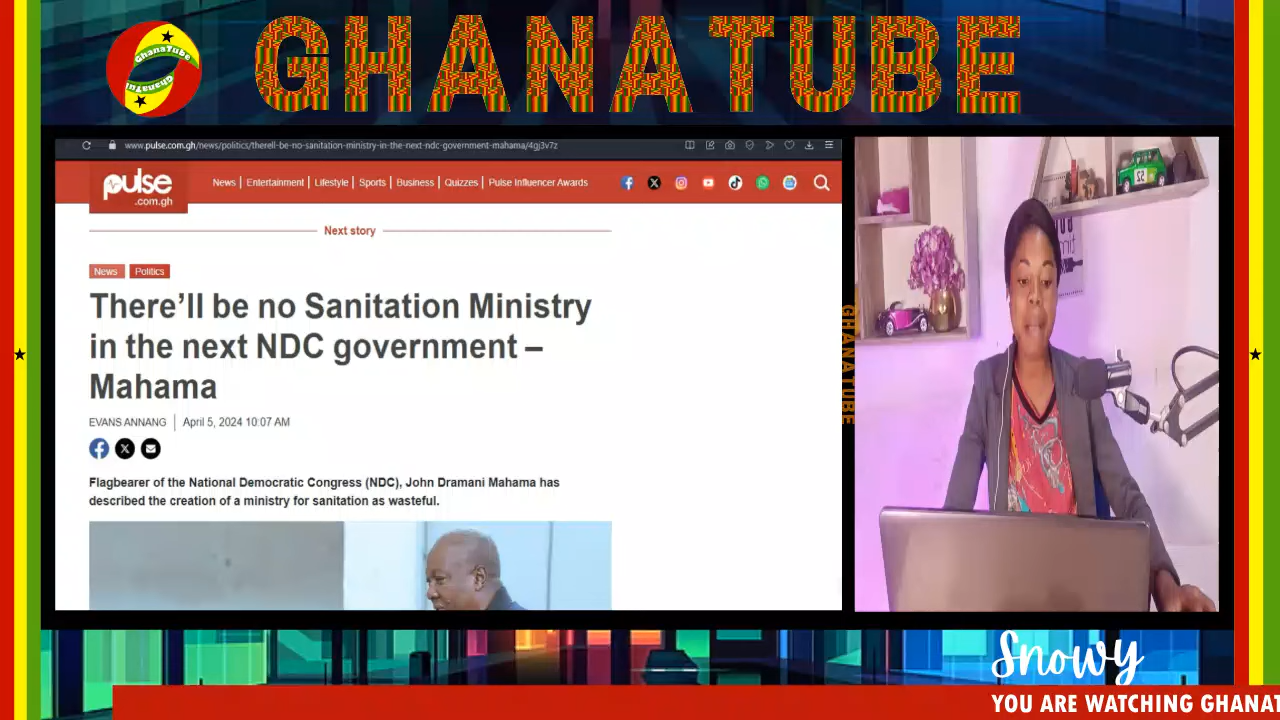 GHANATUBE
GhanaTube
www.pulse.com.gh/news/politics/therell-be-no-sanitation-ministry-in-the-next-ndc-government-mahama/4gj3v7z
pulse
.com.gh
News | Entertainment | Lifestyle | Sports | Business | Quizzes | Pulse Influencer Awards
Next story
News Politics
There’ll be no Sanitation Ministry
in the next NDC government –
Mahama
EVANS ANNANG | April 5, 2024 10:07 AM
Flagbearer of the National Democratic Congress (NDC), John Dramani Mahama has
described the creation of a ministry for sanitation as wasteful.
GHANATUBE
52
Snowy
YOU ARE WATCHING GHANAT